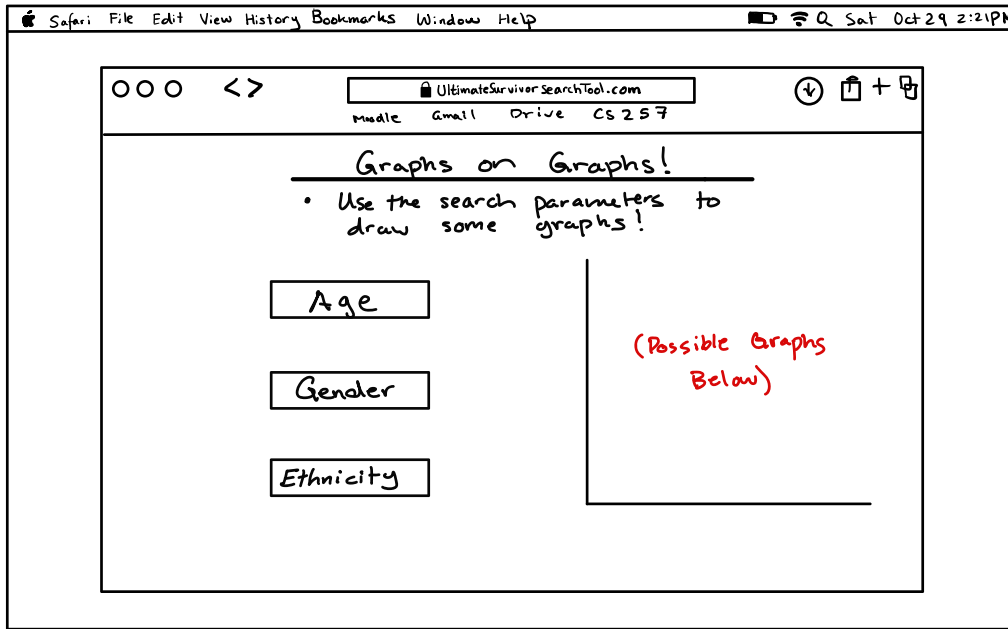 Safari File Edit View History Bookmarks Window Help Sat Oct 29 2:21PM
UltimateSurvivorSearchTool.com
Moodle Gmail Drive CS257
Graphs on Graphs!
• Use the search parameters to
draw some graphs!
Age
(Possible Graphs
Below)
Gender
Ethnicity